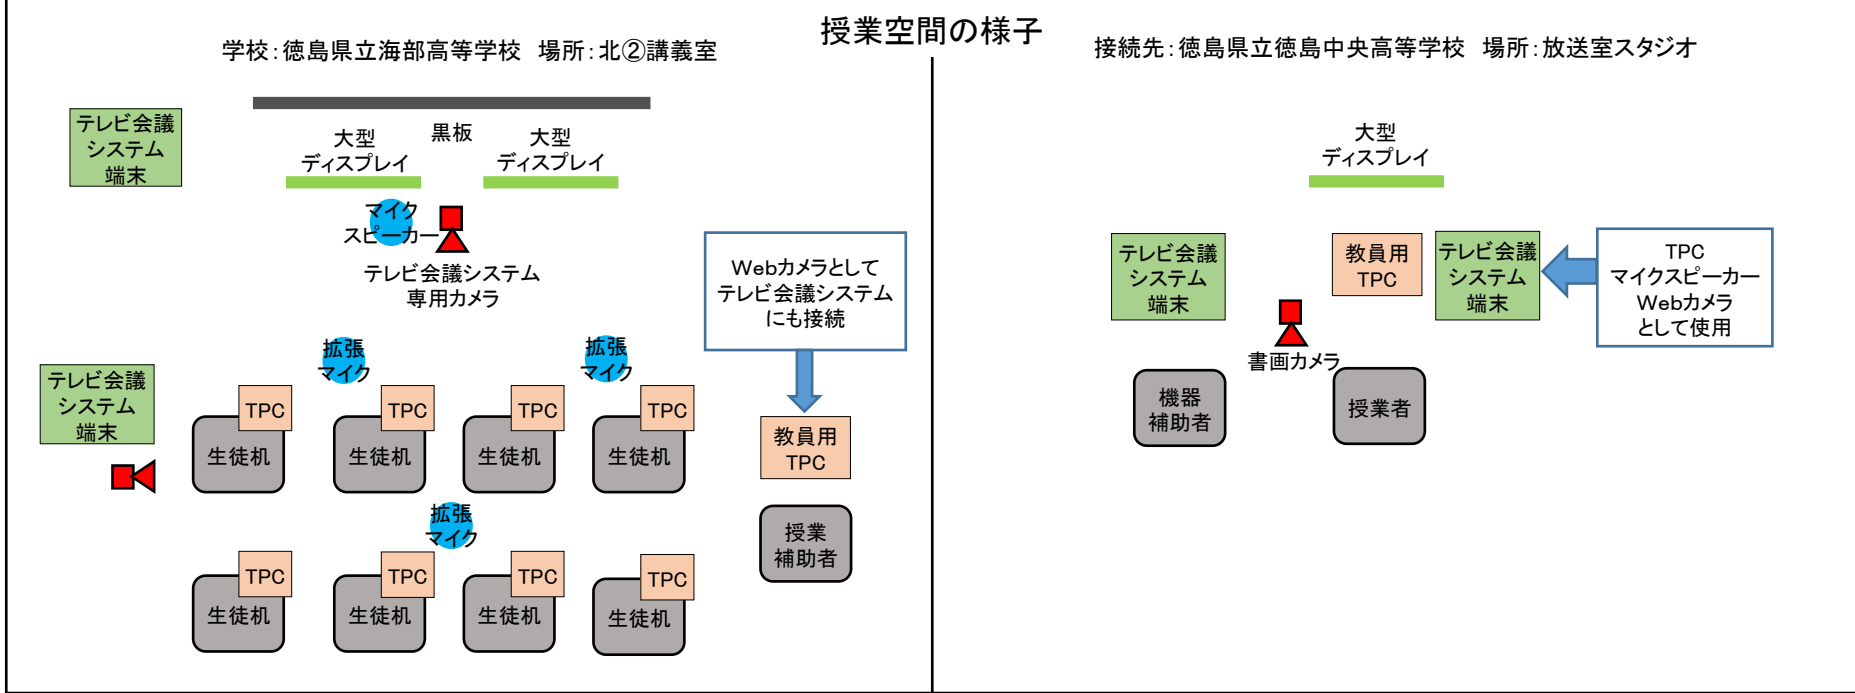 授業空間の様子
学校：徳島県立海部高等学校　場所：北②講義室
テレビ会議
システム
端末
黒板
大型
ディスプレイ
大型
ディスプレイ
マイク
スピーカー
テレビ会議システム
専用カメラ
Webカメラとして
テレビ会議システム
にも接続
拡張
マイク
拡張
マイク
テレビ会議
システム
端末
TPC
生徒机
TPC
生徒机
TPC
生徒机
TPC
生徒机
教員用
TPC
拡張
マイク
授業
補助者
TPC
生徒机
TPC
生徒机
TPC
生徒机
TPC
生徒机
接続先：徳島県立徳島中央高等学校　場所：放送室スタジオ
大型
ディスプレイ
テレビ会議
システム
端末
教員用
TPC
テレビ会議
システム
端末
TPC
マイクスピーカー
Webカメラ
として使用
書画カメラ
機器
補助者
授業者